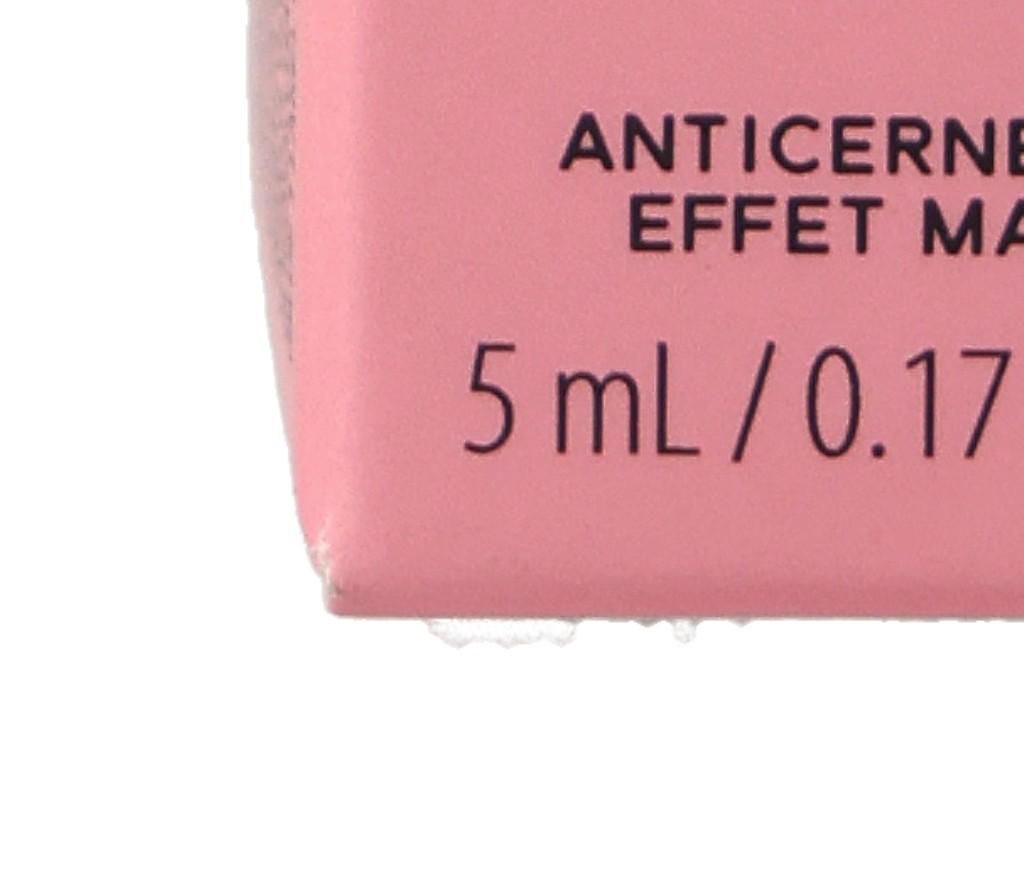 ANTICERNE
EFFET MA
5 mL / 0.17